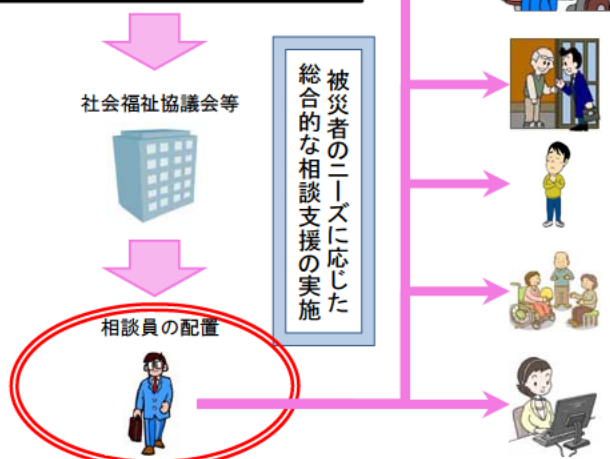 社会福祉協議会等
被災者のニーズに応じた
総合的な相談支援の実施
相談員の配置